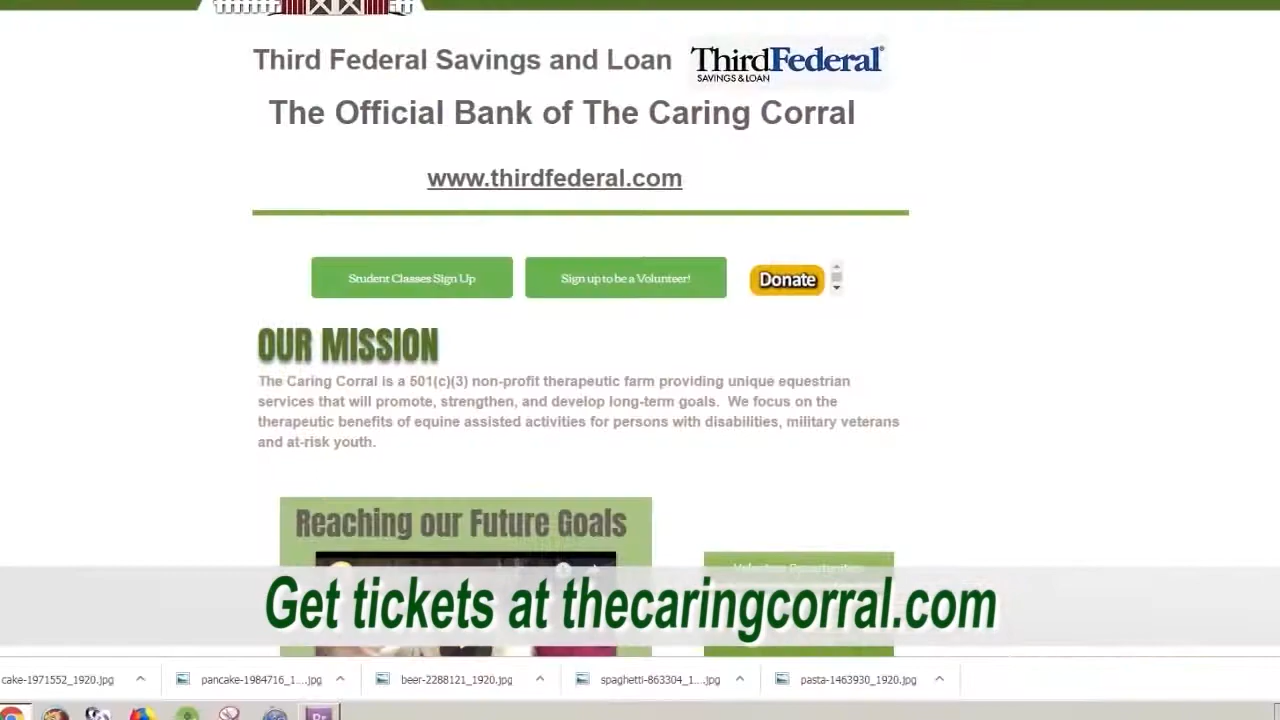 Third Federal Savings and Loan
ThirdFederal®
SAVINGS & LOAN
The Official Bank of The Caring Corral
www.thirdfederal.com
Student Classes Sign Up
Sign up to be a Volunteer!
Donate
OUR MISSION
The Caring Corral is a 501(c)(3) non-profit therapeutic farm providing unique equestrian
services that will promote, strengthen, and develop long-term goals. We focus on the
therapeutic benefits of equine assisted activities for persons with disabilities, military veterans
and at-risk youth.
Reaching our Future Goals
Volunteer Opportunities
Get tickets at thecaringcorral.com
cake-1971552_1920.jpg
pancake-1984716_1....jpg
beer-2288121_1920.jpg
spaghetti-863304_1....jpg
pasta-1463930_1920.jpg
Pr